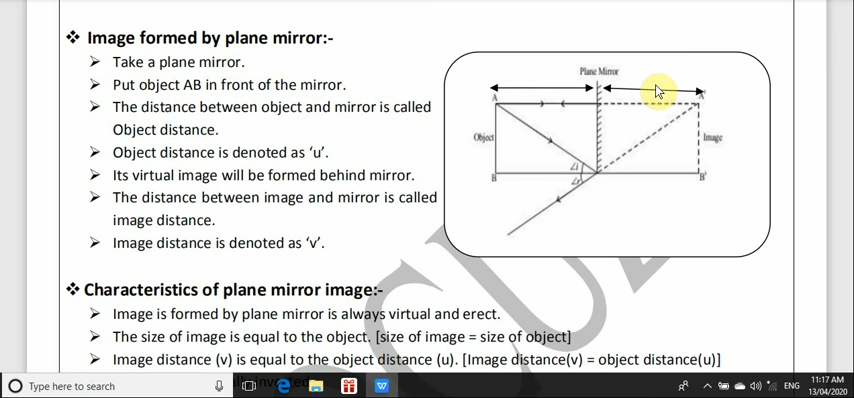 ❖ Image formed by plane mirror:-
➢ Take a plane mirror.
➢ Put object AB in front of the mirror.
➢ The distance between object and mirror is called
Object distance.
➢ Object distance is denoted as ‘u’.
➢ Its virtual image will be formed behind mirror.
➢ The distance between image and mirror is called
image distance.
➢ Image distance is denoted as ‘v’.
Plane Mirror
A
A'
Object
Image
∠i
∠r
B
B'
❖ Characteristics of plane mirror image:-
➢ Image is formed by plane mirror is always virtual and erect.
➢ The size of image is equal to the object. [size of image = size of object]
➢ Image distance (v) is equal to the object distance (u). [Image distance(v) = object distance(u)]
Type here to search
ENG
11:17 AM
13/04/2020